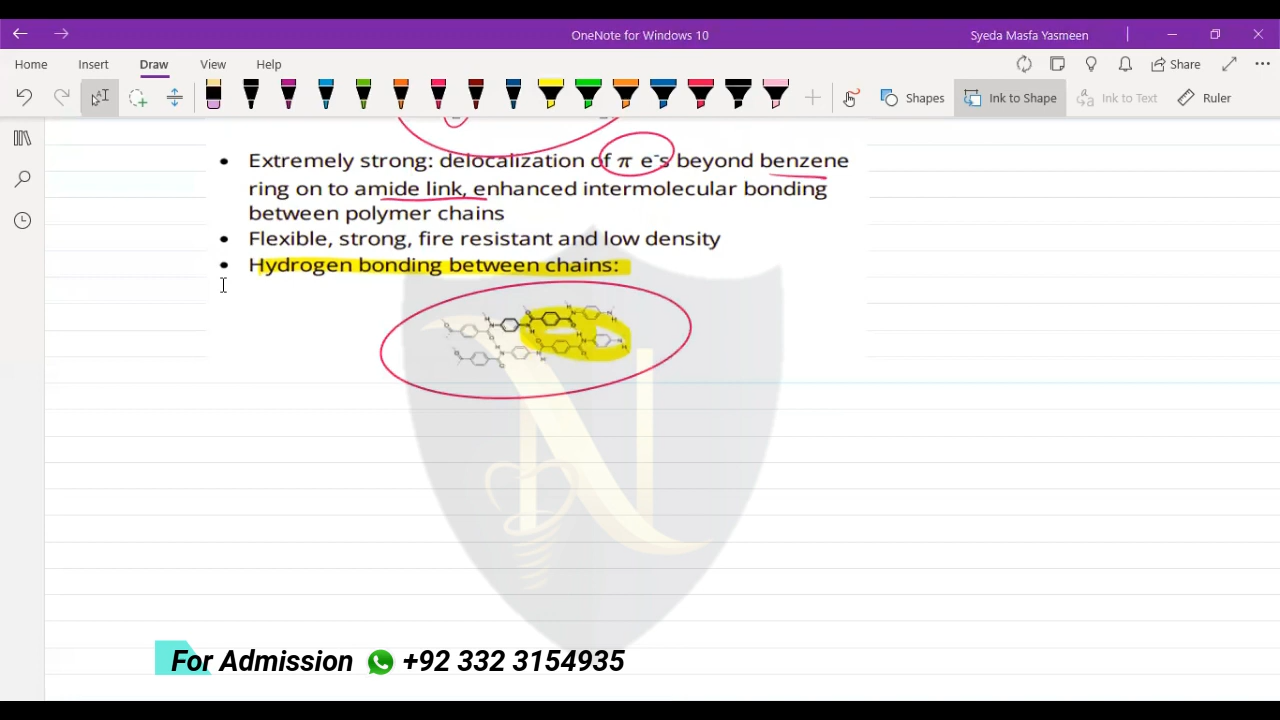 OneNote for Windows 10
Syeda Masfa Yasmeen
Home Insert Draw View Help
Share
Shapes Ink to Shape Ink to Text Ruler
• Extremely strong: delocalization of π e⁻s beyond benzene
ring on to amide link, enhanced intermolecular bonding
between polymer chains
• Flexible, strong, fire resistant and low density
• Hydrogen bonding between chains:
For Admission +92 332 3154935